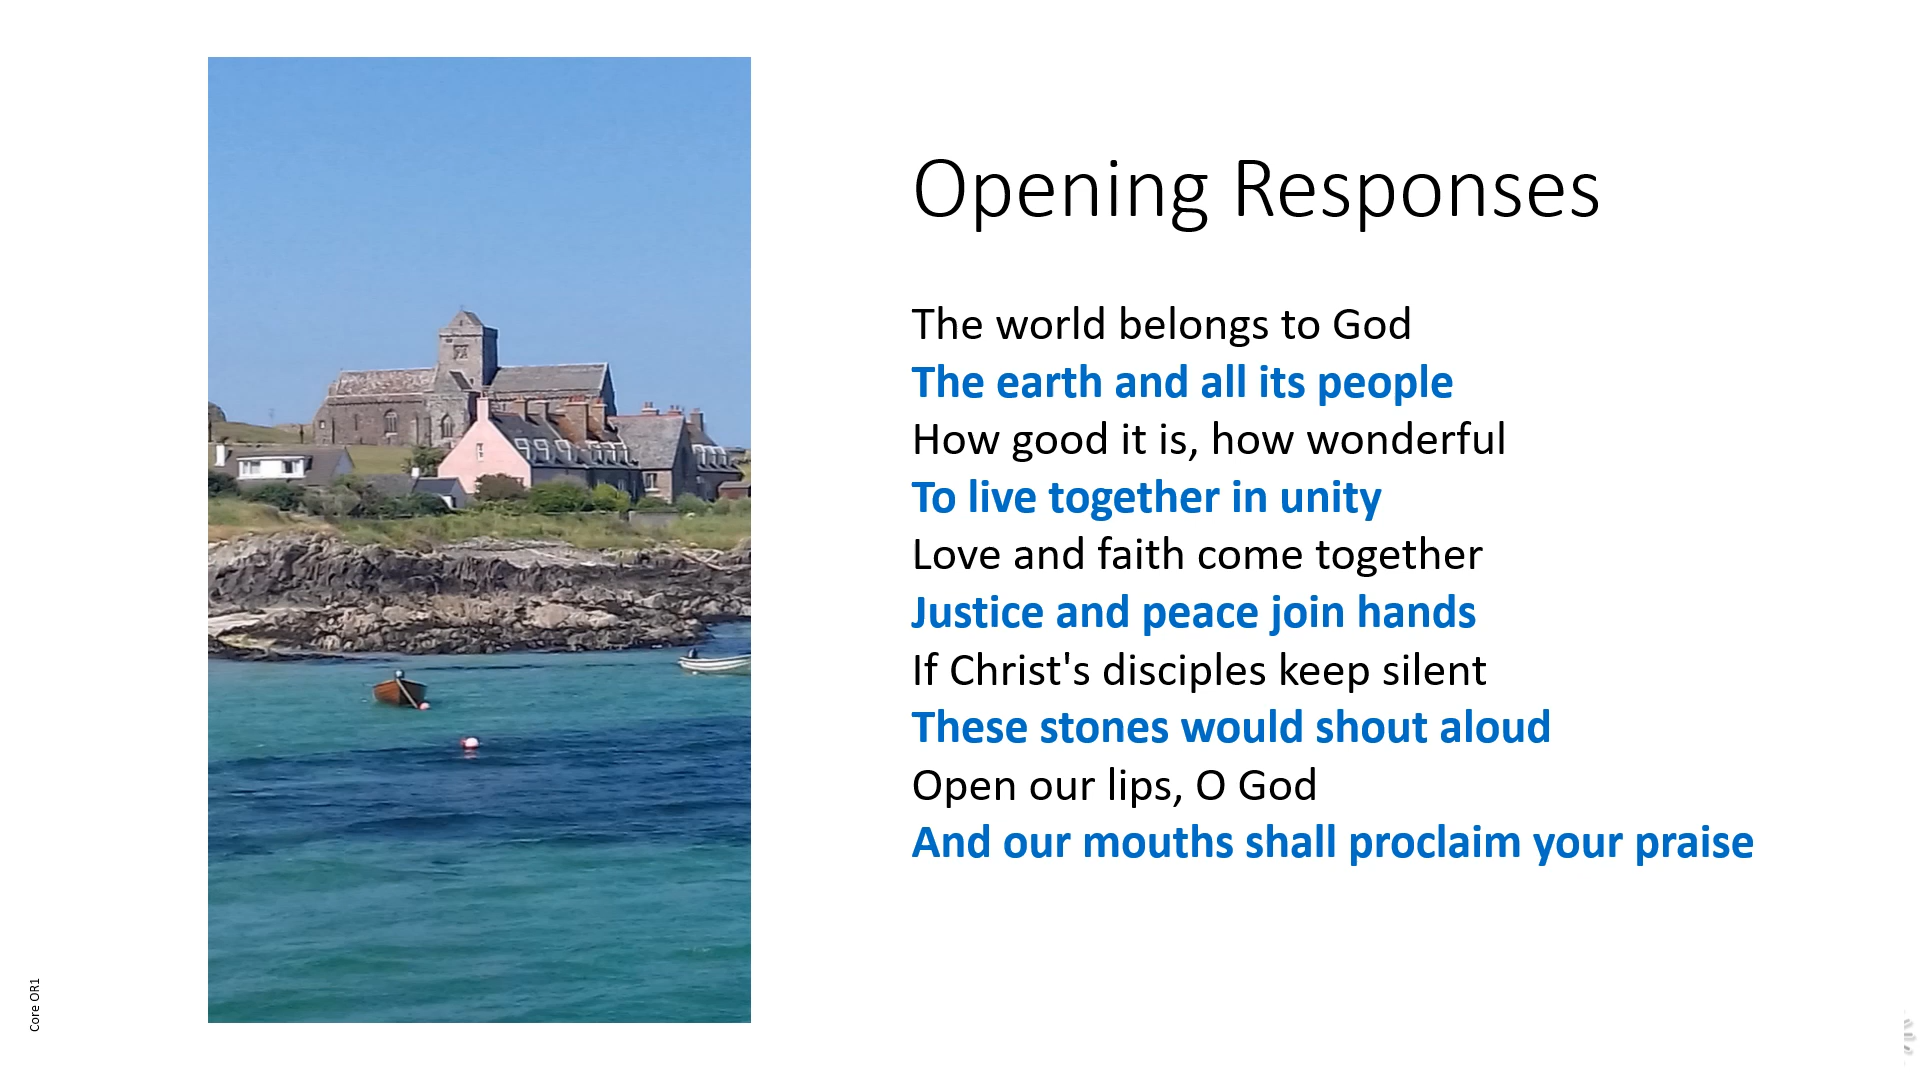 Opening Responses
The world belongs to God
The earth and all its people
How good it is, how wonderful
To live together in unity
Love and faith come together
Justice and peace join hands
If Christ's disciples keep silent
These stones would shout aloud
Open our lips, O God
And our mouths shall proclaim your praise
Core OR1